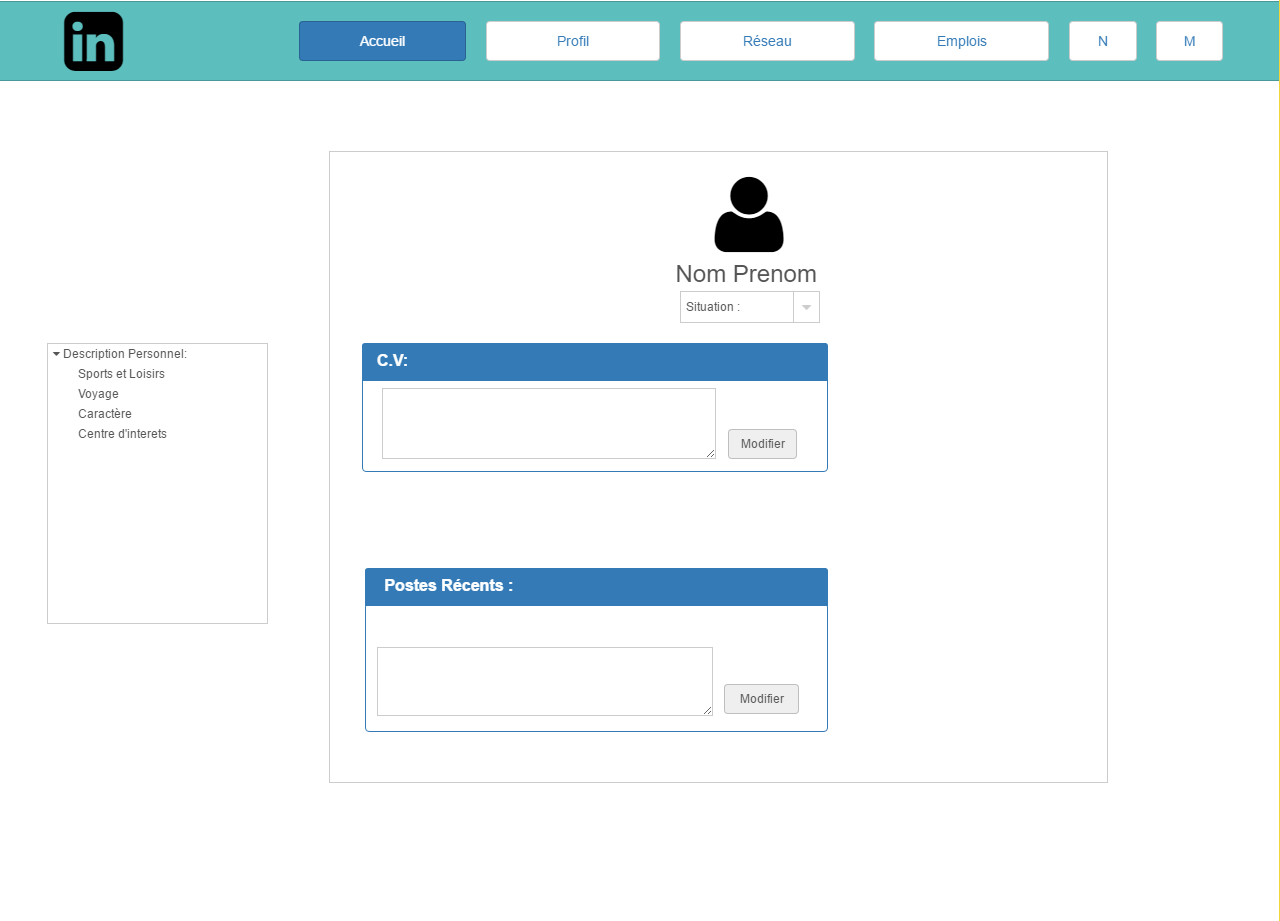 in
Accueil
Profil
Réseau
Emplois
N
M
Nom Prenom
Situation :
Description Personnel:
Sports et Loisirs
Voyage
Caractère
Centre d'interets
C.V:
Modifier
Postes Récents :
Modifier